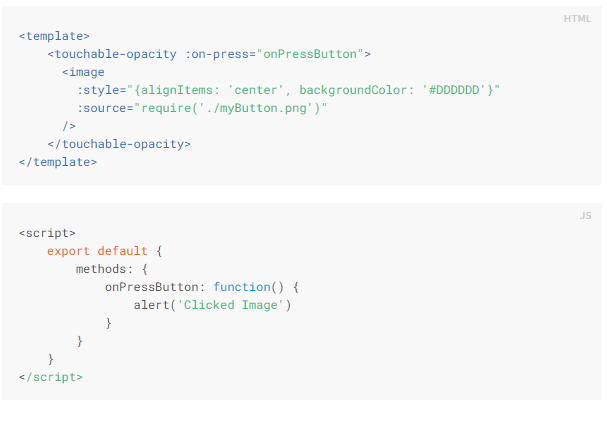 HTML
<template>
    <touchable-opacity :on-press="onPressButton">
      <image
        :style="{alignItems: 'center', backgroundColor: '#DDDDDD'}"
        :source="require('./myButton.png')"
      />
    </touchable-opacity>
</template>
JS
<script>
    export default {
        methods: {
            onPressButton: function() {
                alert('Clicked Image')
            }
        }
    }
</script>